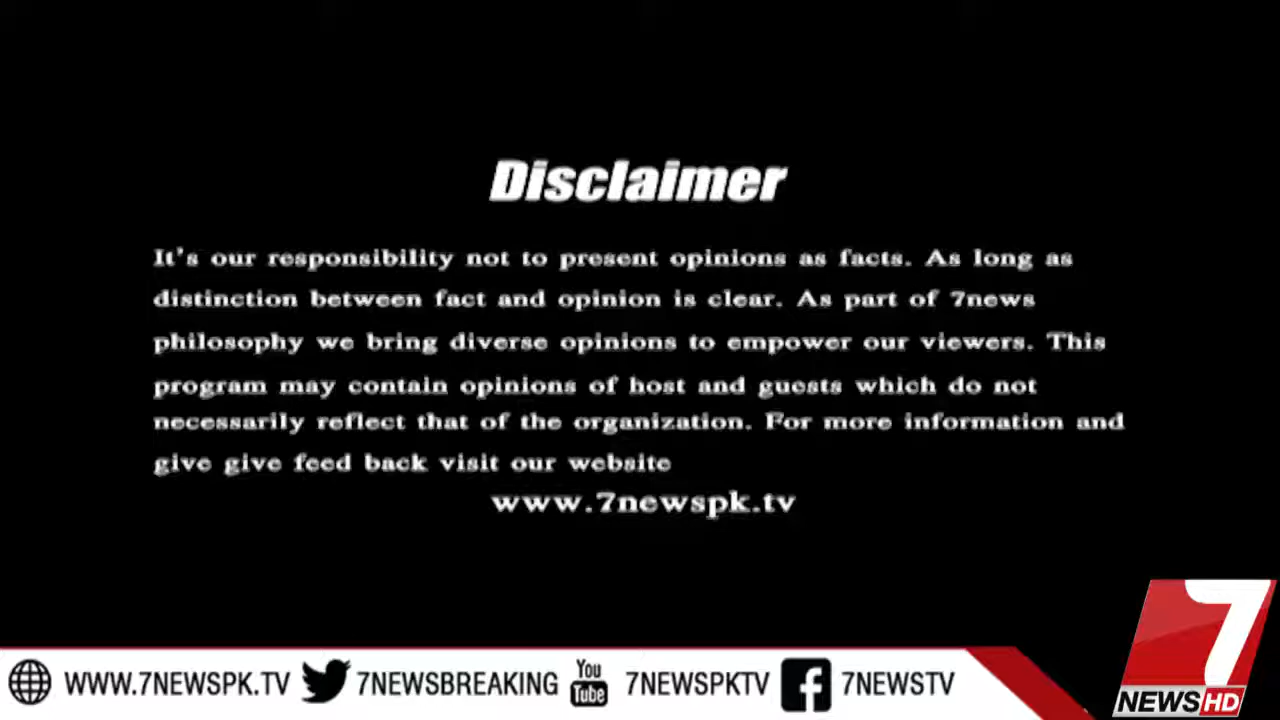 Disclaimer
It's our responsibility not to present opinions as facts. As long as
distinction between fact and opinion is clear. As part of 7news
philosophy we bring diverse opinions to empower our viewers. This
program may contain opinions of host and guests which do not
necessarily reflect that of the organization. For more information and
give give feed back visit our website
www.7newspk.tv
7
NEWS HD
WWW.7NEWSPK.TV 7NEWSBREAKING You Tube 7NEWSPKTV f 7NEWSTV